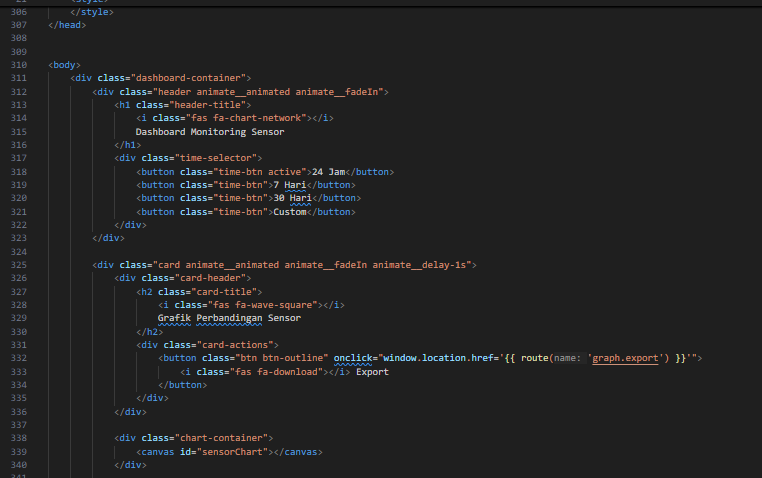 306 </style>
307 </head>
308
309
310 <body>
311 <div class="dashboard-container">
312 <div class="header animate__animated animate__fadeIn">
313 <h1 class="header-title">
314 <i class="fas fa-chart-network"></i>
315 Dashboard Monitoring Sensor
316 </h1>
317 <div class="time-selector">
318 <button class="time-btn active">24 Jam</button>
319 <button class="time-btn">7 Hari</button>
320 <button class="time-btn">30 Hari</button>
321 <button class="time-btn">Custom</button>
322 </div>
323 </div>
324
325 <div class="card animate__animated animate__fadeIn animate__delay-1s">
326 <div class="card-header">
327 <h2 class="card-title">
328 <i class="fas fa-wave-square"></i>
329 Grafik Perbandingan Sensor
330 </h2>
331 <div class="card-actions">
332 <button class="btn btn-outline" onclick="window.location.href='{{ route(name: 'graph.export') }}'">
333 <i class="fas fa-download"></i> Export
334 </button>
335 </div>
336 </div>
337
338 <div class="chart-container">
339 <canvas id="sensorChart"></canvas>
340 </div>